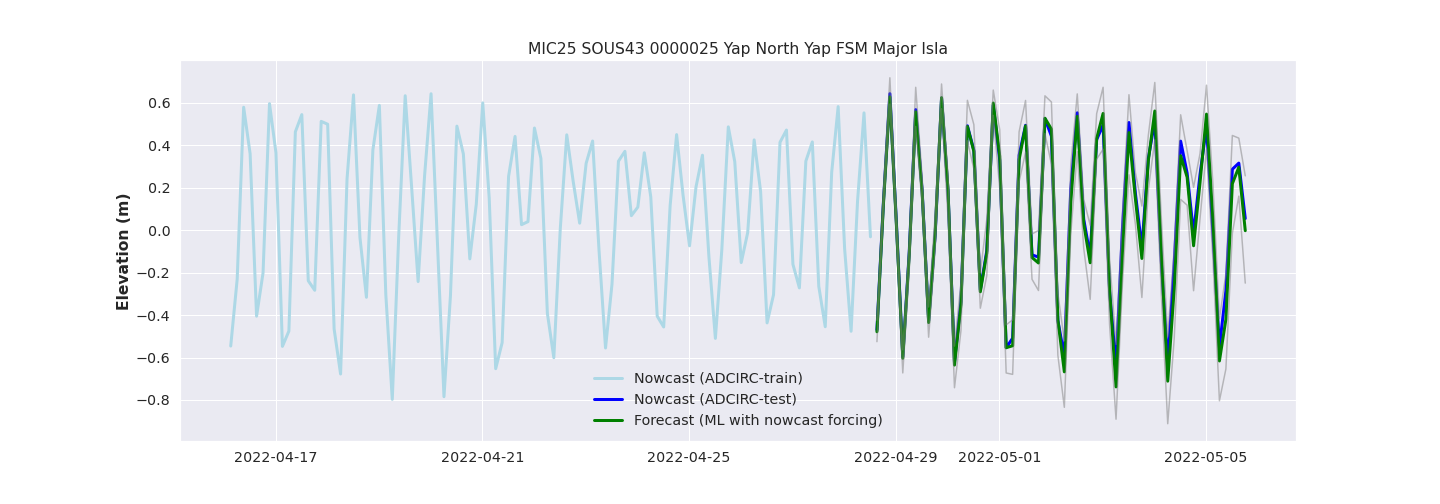 MIC25 SOUS43 0000025 Yap North Yap FSM Major Isla
Elevation (m)
0.6
0.4
0.2
0.0
−0.2
−0.4
−0.6
−0.8
Nowcast (ADCIRC-train)
Nowcast (ADCIRC-test)
Forecast (ML with nowcast forcing)
2022-04-17 2022-04-21 2022-04-25 2022-04-29 2022-05-01 2022-05-05